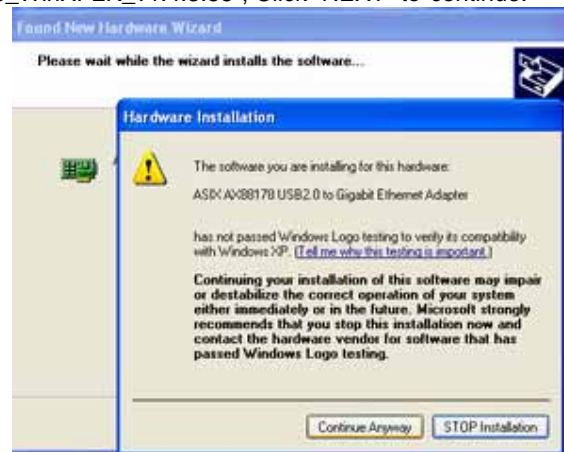 Click "NEXT" to continue.
Found New Hardware Wizard
Please wait while the wizard installs the software...
Hardware Installation
The software you are installing for this hardware:
ASIX AX88178 USB2.0 to Gigabit Ethernet Adapter
has not passed Windows Logo testing to verify its compatibility
with Windows XP. (Tell me why this testing is important.)
Continuing your installation of this software may impair
or destabilize the correct operation of your system
either immediately or in the future. Microsoft strongly
recommends that you stop this installation now and
contact the hardware vendor for software that has
passed Windows Logo testing.
Continue Anyway STOP Installation